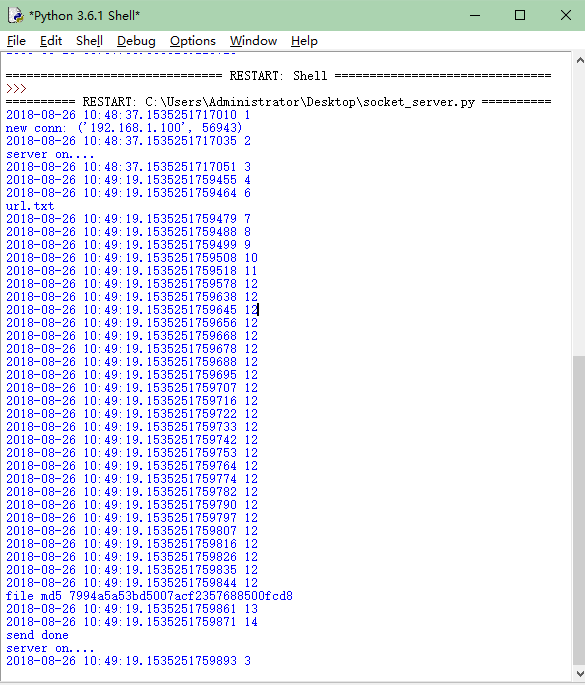 *Python 3.6.1 Shell*
File Edit Shell Debug Options Window Help
=============================== RESTART: Shell ===============================
>>>
========== RESTART: C:\Users\Administrator\Desktop\socket_server.py ==========
2018-08-26 10:48:37.1535251717010 1
new conn: ('192.168.1.100', 56943)
2018-08-26 10:48:37.1535251717035 2
server on....
2018-08-26 10:48:37.1535251717051 3
2018-08-26 10:49:19.1535251759455 4
2018-08-26 10:49:19.1535251759464 6
url.txt
2018-08-26 10:49:19.1535251759479 7
2018-08-26 10:49:19.1535251759488 8
2018-08-26 10:49:19.1535251759499 9
2018-08-26 10:49:19.1535251759508 10
2018-08-26 10:49:19.1535251759518 11
2018-08-26 10:49:19.1535251759578 12
2018-08-26 10:49:19.1535251759638 12
2018-08-26 10:49:19.1535251759645 12
2018-08-26 10:49:19.1535251759656 12
2018-08-26 10:49:19.1535251759668 12
2018-08-26 10:49:19.1535251759678 12
2018-08-26 10:49:19.1535251759688 12
2018-08-26 10:49:19.1535251759695 12
2018-08-26 10:49:19.1535251759707 12
2018-08-26 10:49:19.1535251759716 12
2018-08-26 10:49:19.1535251759722 12
2018-08-26 10:49:19.1535251759733 12
2018-08-26 10:49:19.1535251759742 12
2018-08-26 10:49:19.1535251759753 12
2018-08-26 10:49:19.1535251759764 12
2018-08-26 10:49:19.1535251759774 12
2018-08-26 10:49:19.1535251759782 12
2018-08-26 10:49:19.1535251759790 12
2018-08-26 10:49:19.1535251759797 12
2018-08-26 10:49:19.1535251759807 12
2018-08-26 10:49:19.1535251759816 12
2018-08-26 10:49:19.1535251759826 12
2018-08-26 10:49:19.1535251759835 12
2018-08-26 10:49:19.1535251759844 12
file md5 7994a5a53bd5007acf2357688500fcd8
2018-08-26 10:49:19.1535251759861 13
2018-08-26 10:49:19.1535251759871 14
send done
server on....
2018-08-26 10:49:19.1535251759893 3